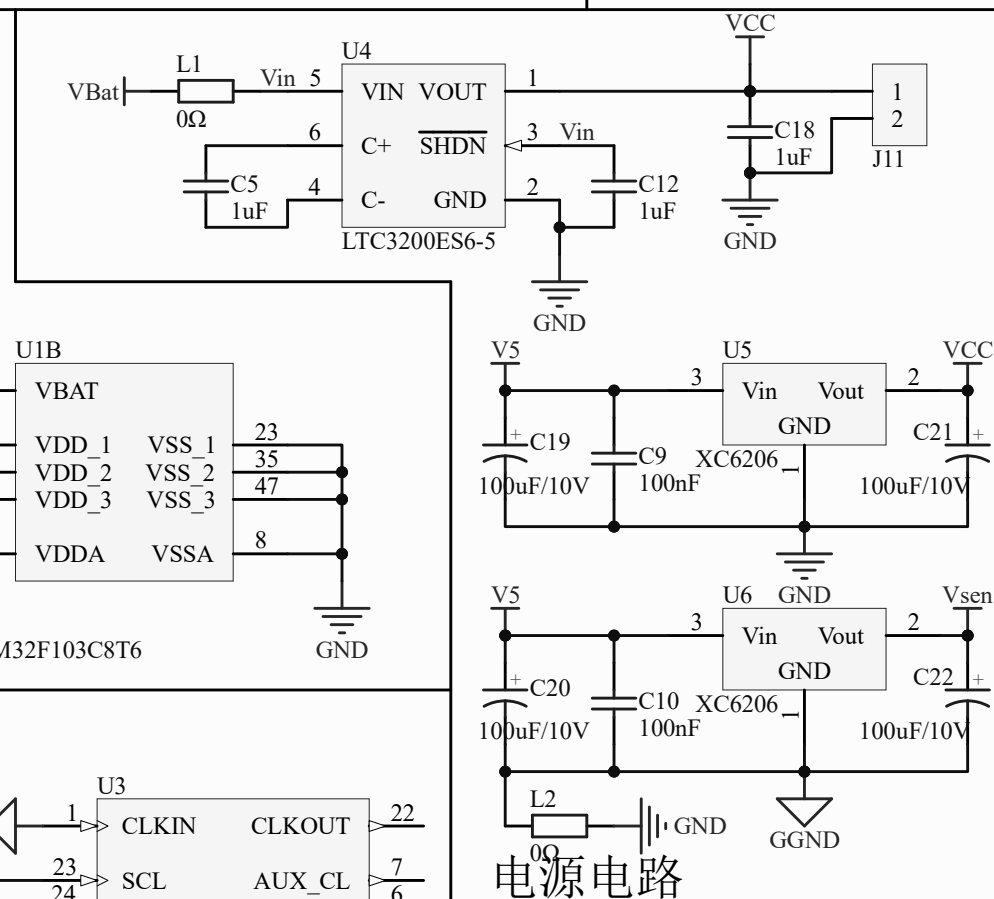 VCC
U4
L1
VBat
Vin 5
VIN VOUT
1
1
0Ω
2
6
C+
SHDN
3 Vin
C18
1uF
J11
C5
1uF
4
C-
GND
2
C12
1uF
LTC3200ES6-5
GND
GND
U1B
VBAT
VDD_1 VSS_1 23
VDD_2 VSS_2 35
VDD_3 VSS_3 47
VDDA VSSA 8
GND
M32F103C8T6
V5
U5
VCC
3
Vin Vout
2
GND
+
C19
100uF/10V
C9
100nF
XC6206
1
C21
+
100uF/10V
GND
V5
U6
Vsen
3
Vin Vout
2
GND
+
C20
100uF/10V
C10
100nF
XC6206
1
C22
+
100uF/10V
L2
0Ω
GND
GGND
U3
1
CLKIN CLKOUT
22
23
SCL AUX_CL
7
24
6
电源电路